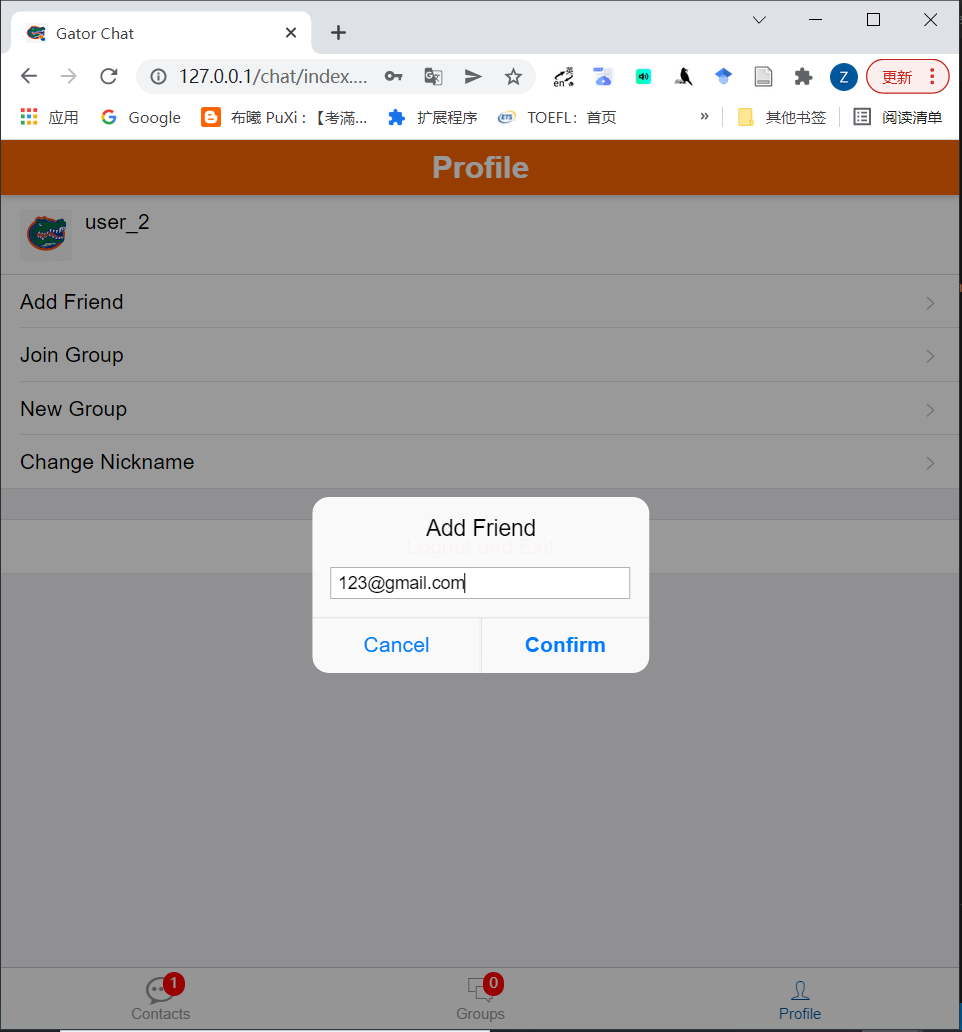 Gator Chat
127.0.0.1/chat/index....
Z
更新
应用
Google
布曦 PuXi :【考滿...
扩展程序
ETS
TOEFL：首页
»
其他书签
阅读清单
Profile
user_2
Add Friend
Join Group
New Group
Change Nickname
Add Friend
Logout and Exit
123@gmail.com
Cancel
Confirm
1
0
Contacts
Groups
Profile